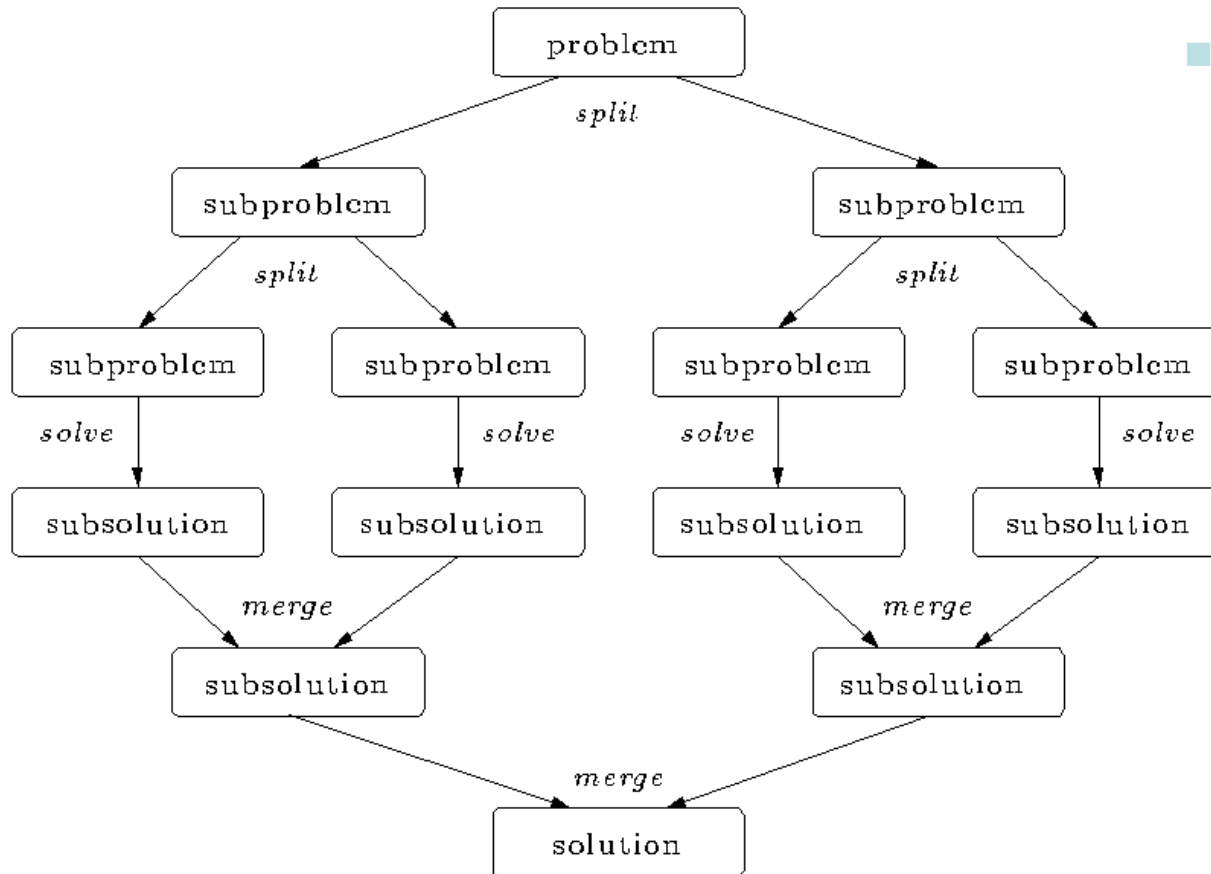 problem
split
subproblem subproblem
split split
subproblem subproblem subproblem subproblem
solve solve solve solve
subsolution subsolution subsolution subsolution
merge merge
subsolution subsolution
merge
solution